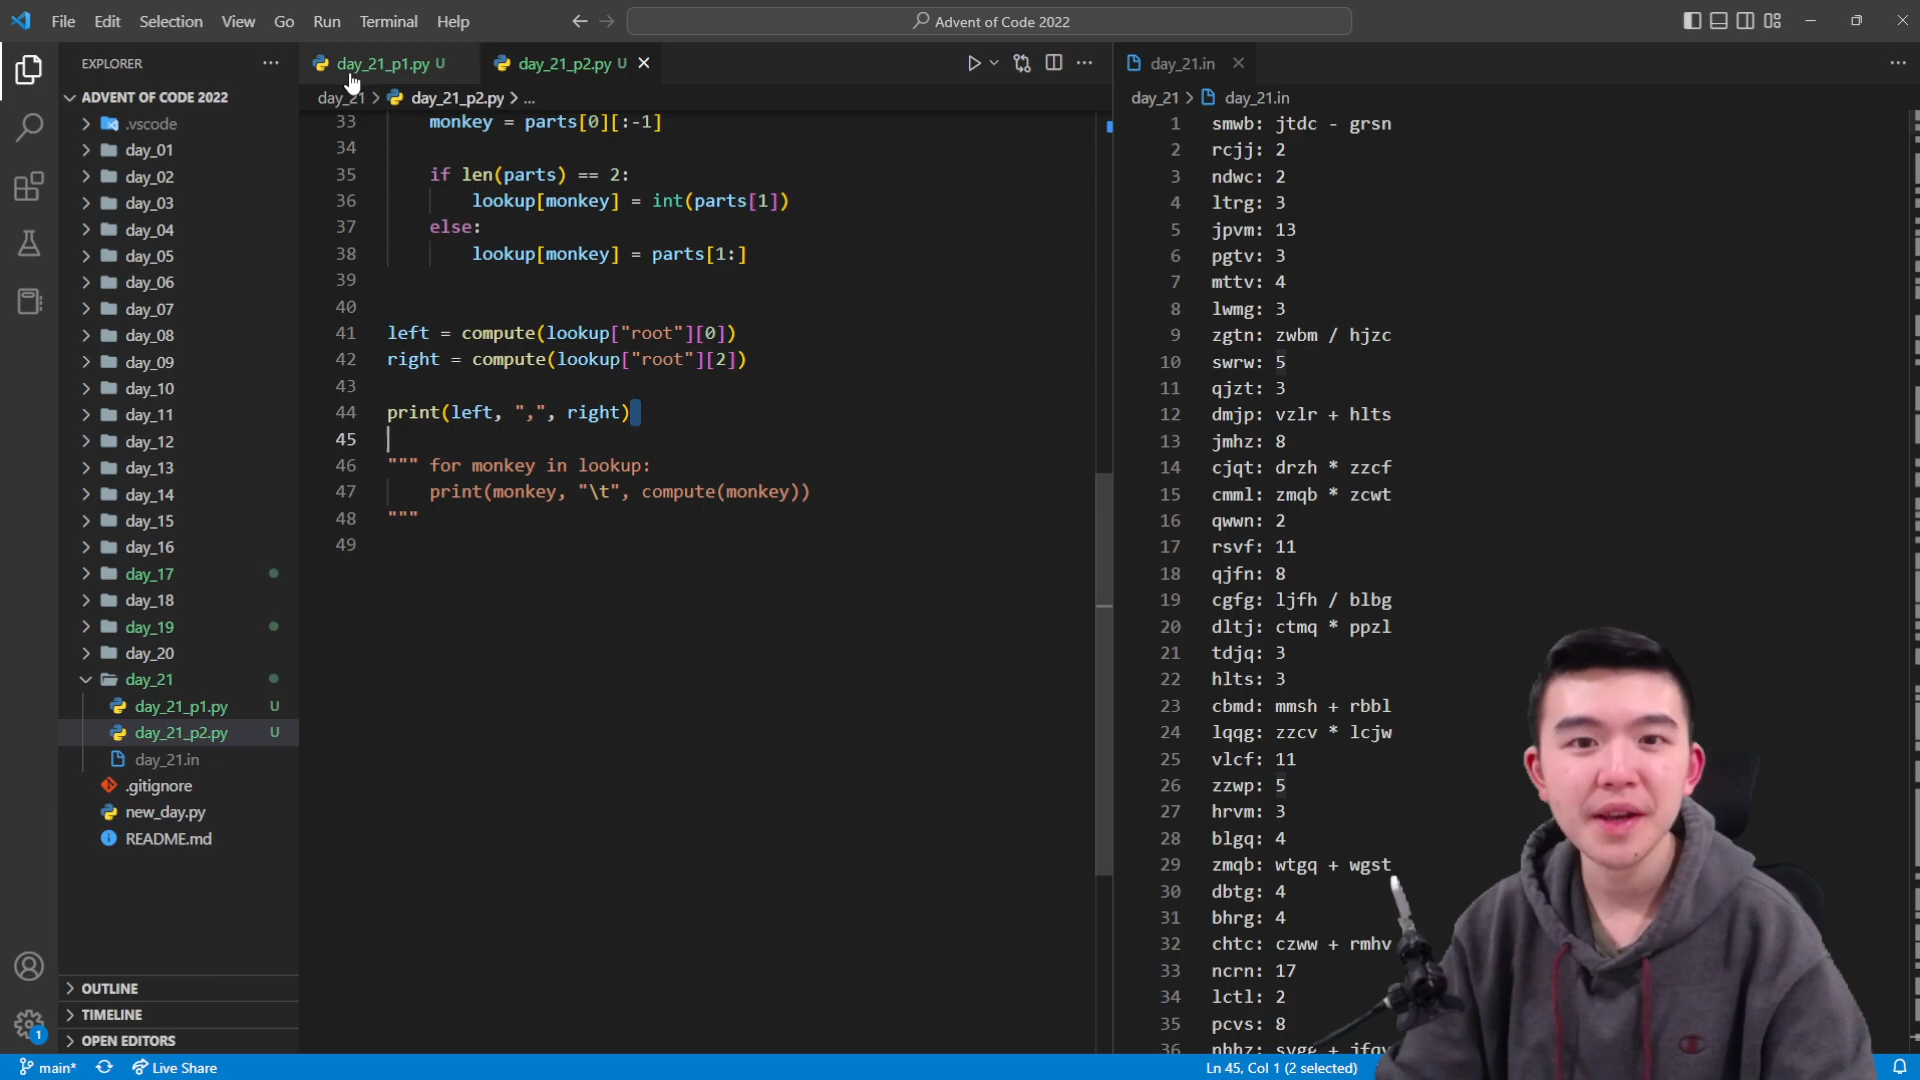 File Edit Selection View Go Run Terminal Help
Advent of Code 2022
EXPLORER
ADVENT OF CODE 2022
.vscode
day_01
day_02
day_03
day_04
day_05
day_06
day_07
day_08
day_09
day_10
day_11
day_12
day_13
day_14
day_15
day_16
day_17
day_18
day_19
day_20
day_21
day_21_p1.py U
day_21_p2.py U
day_21.in
.gitignore
new_day.py
README.md
OUTLINE
TIMELINE
OPEN EDITORS
day_21_p1.py U
day_21_p2.py U
day_21 > day_21_p2.py > ...
33 monkey = parts[0][:-1]
34
35 if len(parts) == 2:
36 lookup[monkey] = int(parts[1])
37 else:
38 lookup[monkey] = parts[1:]
39
40
41 left = compute(lookup["root"][0])
42 right = compute(lookup["root"][2])
43
44 print(left, ",", right)
45
46 """ for monkey in lookup:
47 print(monkey, "\t", compute(monkey))
48 """
49
day_21.in
day_21 > day_21.in
1 smwb: jtdc - grsn
2 rcjj: 2
3 ndwc: 2
4 ltrg: 3
5 jpvm: 13
6 pgtv: 3
7 mttv: 4
8 lwmg: 3
9 zgtn: zwbm / hjzc
10 swrw: 5
11 qjzt: 3
12 dmjp: vzlr + hlts
13 jmhz: 8
14 cjqt: drzh * zzcf
15 cmml: zmqb * zcwt
16 qwwn: 2
17 rsvf: 11
18 qjfn: 8
19 cgfg: ljfh / blbg
20 dltj: ctmq * ppzl
21 tdjq: 3
22 hlts: 3
23 cbmd: mmsh + rbbl
24 lqqg: zzcv * lcjw
25 vlcf: 11
26 zzwp: 5
27 hrvm: 3
28 blgq: 4
29 zmqb: wtgq + wgst
30 dbtg: 4
31 bhrg: 4
32 chtc: czww + rmhv
33 ncrn: 17
34 lctl: 2
35 pcvs: 8
36
1
main*
Live Share
Ln 45, Col 1 (2 selected)